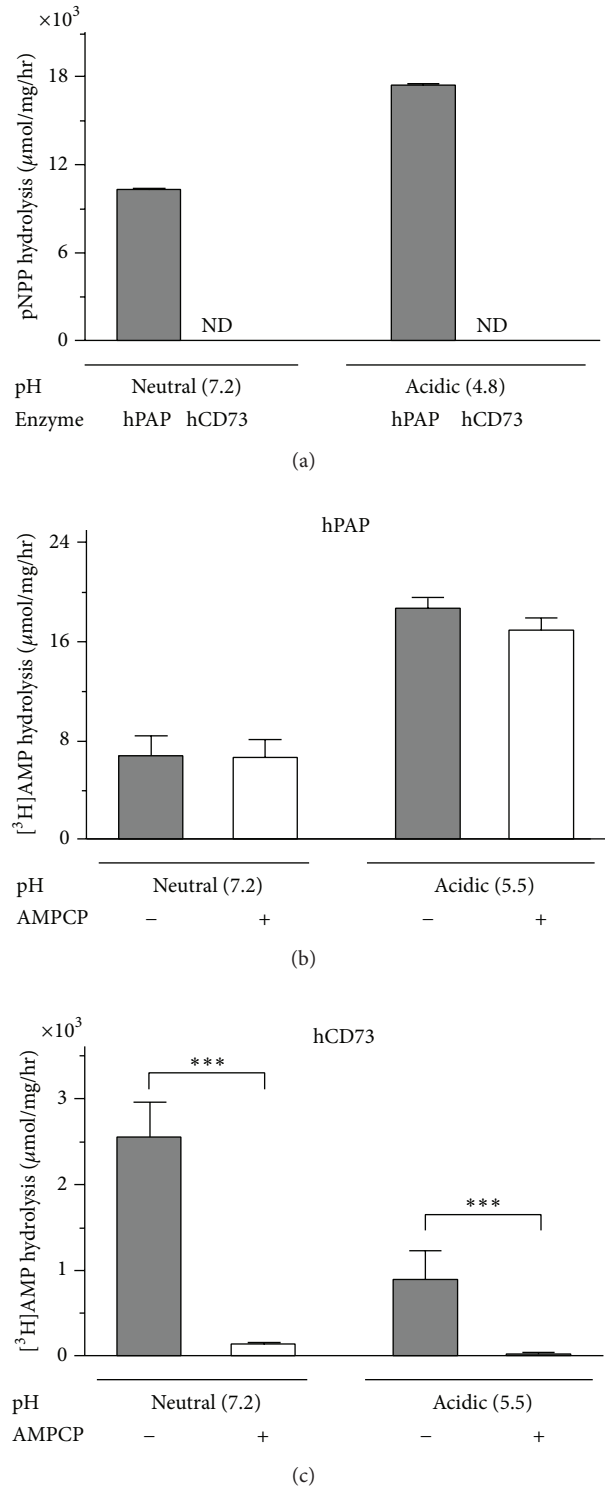 ×10³
pNPP hydrolysis (μmol/mg/hr)
18
12
6
0
ND
ND
pH Neutral (7.2) Acidic (4.8)
Enzyme hPAP hCD73 hPAP hCD73
(a)
hPAP
[³H]AMP hydrolysis (μmol/mg/hr)
24
16
8
0
pH Neutral (7.2) Acidic (5.5)
AMPCP − + − +
(b)
×10³
hCD73
[³H]AMP hydrolysis (μmol/mg/hr)
3
2
1
0
***
***
pH Neutral (7.2) Acidic (5.5)
AMPCP − + − +
(c)